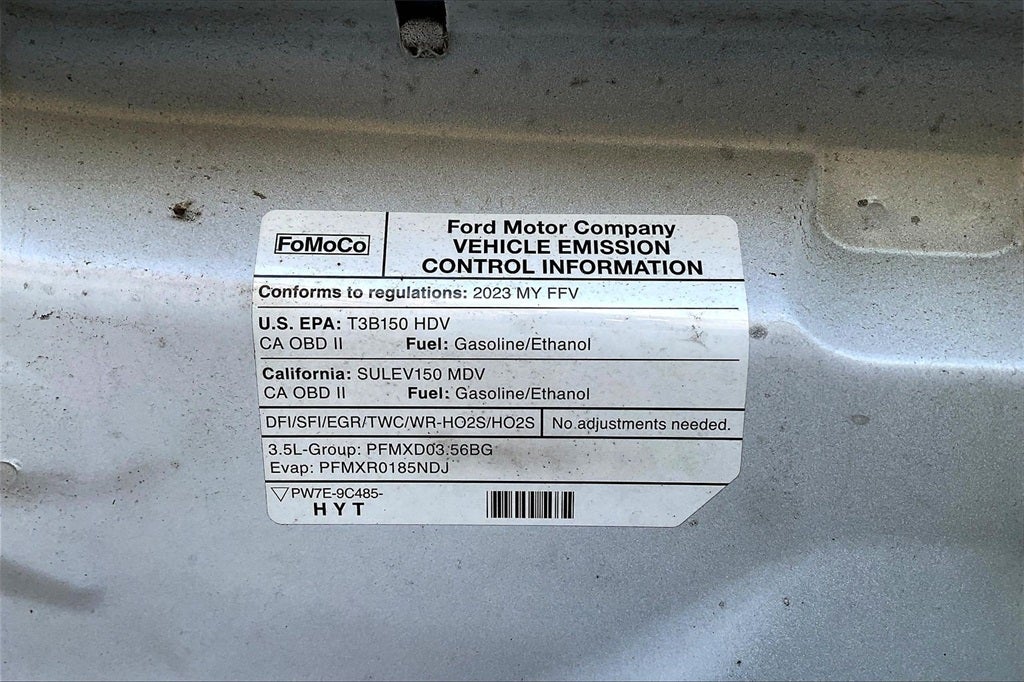 FoMoCo
Ford Motor Company
VEHICLE EMISSION
CONTROL INFORMATION
Conforms to regulations: 2023 MY FFV
U.S. EPA: T3B150 HDV
CA OBD II Fuel: Gasoline/Ethanol
California: SULEV150 MDV
CA OBD II Fuel: Gasoline/Ethanol
DFI/SFI/EGR/TWC/WR-HO2S/HO2S No adjustments needed.
3.5L-Group: PFMXD03.56BG
Evap: PFMXR0185NDJ
PW7E-9C485-
HYT